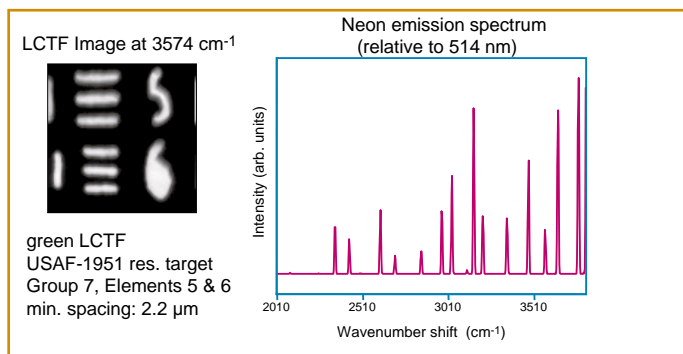 LCTF Image at 3574 cm-1
green LCTF
USAF-1951 res. target
Group 7, Elements 5 & 6
min. spacing: 2.2 µm
Neon emission spectrum
(relative to 514 nm)
Intensity (arb. units)
2010 2510 3010 3510
Wavenumber shift (cm-1)